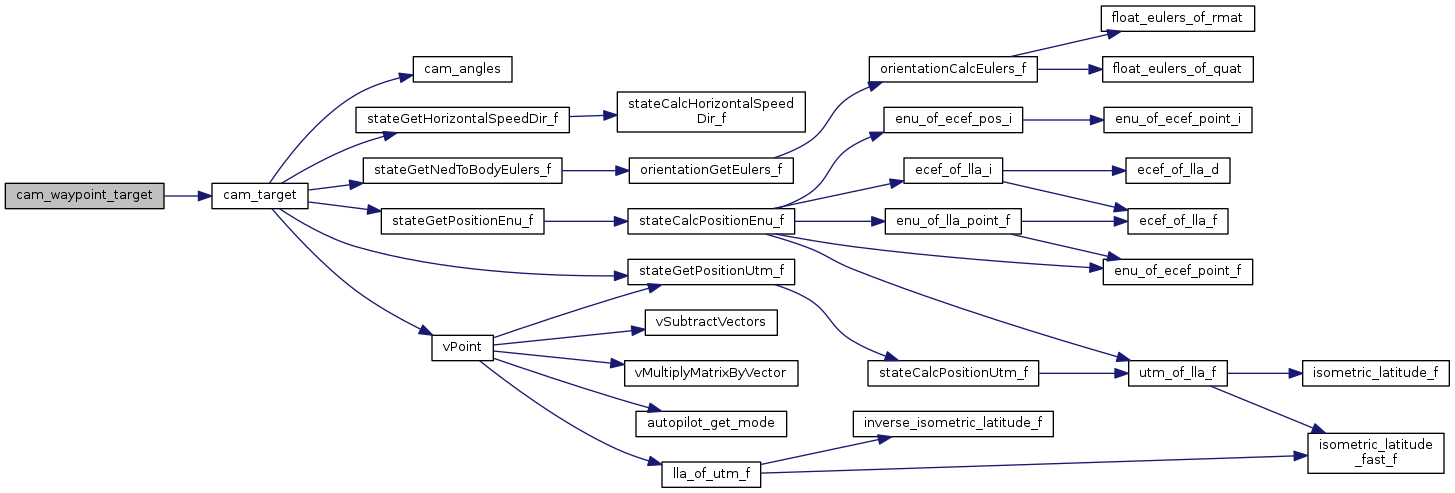 cam_waypoint_target
cam_target
cam_angles
stateGetHorizontalSpeedDir_f
stateGetNedToBodyEulers_f
stateGetPositionEnu_f
vPoint
stateCalcHorizontalSpeed
Dir_f
orientationGetEulers_f
stateCalcPositionEnu_f
stateGetPositionUtm_f
vSubtractVectors
vMultiplyMatrixByVector
autopilot_get_mode
lla_of_utm_f
orientationCalcEulers_f
enu_of_ecef_pos_i
ecef_of_lla_i
enu_of_lla_point_f
stateCalcPositionUtm_f
inverse_isometric_latitude_f
float_eulers_of_rmat
float_eulers_of_quat
enu_of_ecef_point_i
ecef_of_lla_d
ecef_of_lla_f
enu_of_ecef_point_f
utm_of_lla_f
isometric_latitude_f
isometric_latitude
_fast_f